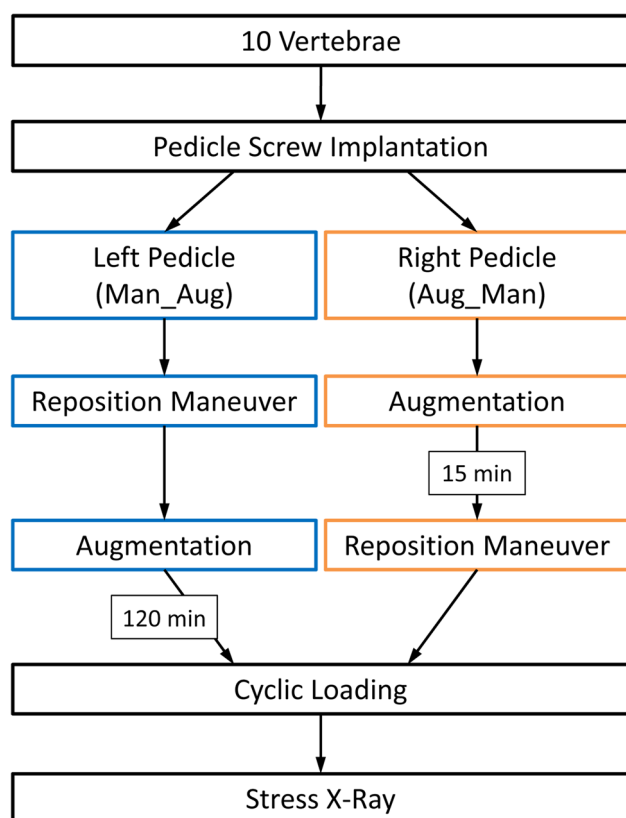 10 Vertebrae
Pedicle Screw Implantation
Left Pedicle
(Man_Aug)
Right Pedicle
(Aug_Man)
Reposition Maneuver
Augmentation
15 min
Augmentation
Reposition Maneuver
120 min
Cyclic Loading
Stress X-Ray